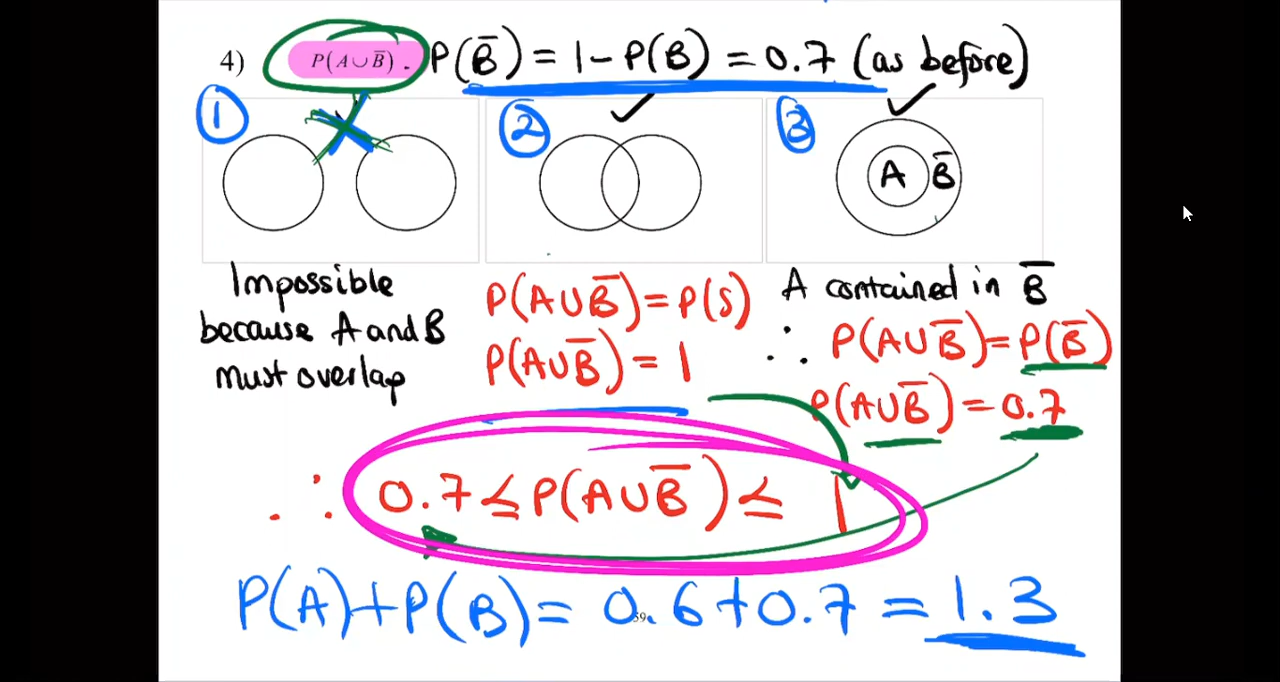 4) P(A∪B̅). P(B̅) = 1 - P(B) = 0.7 (as before)
① ② ③
A B̅
Impossible
because A and B
must overlap
P(A∪B̅) = P(S)
P(A∪B̅) = 1
A contained in B̅
∴ P(A∪B̅) = P(B̅)
P(A∪B̅) = 0.7
∴ 0.7 ≤ P(A∪B̅) ≤ 1
P(A) + P(B) = 0.6 + 0.7 = 1.3